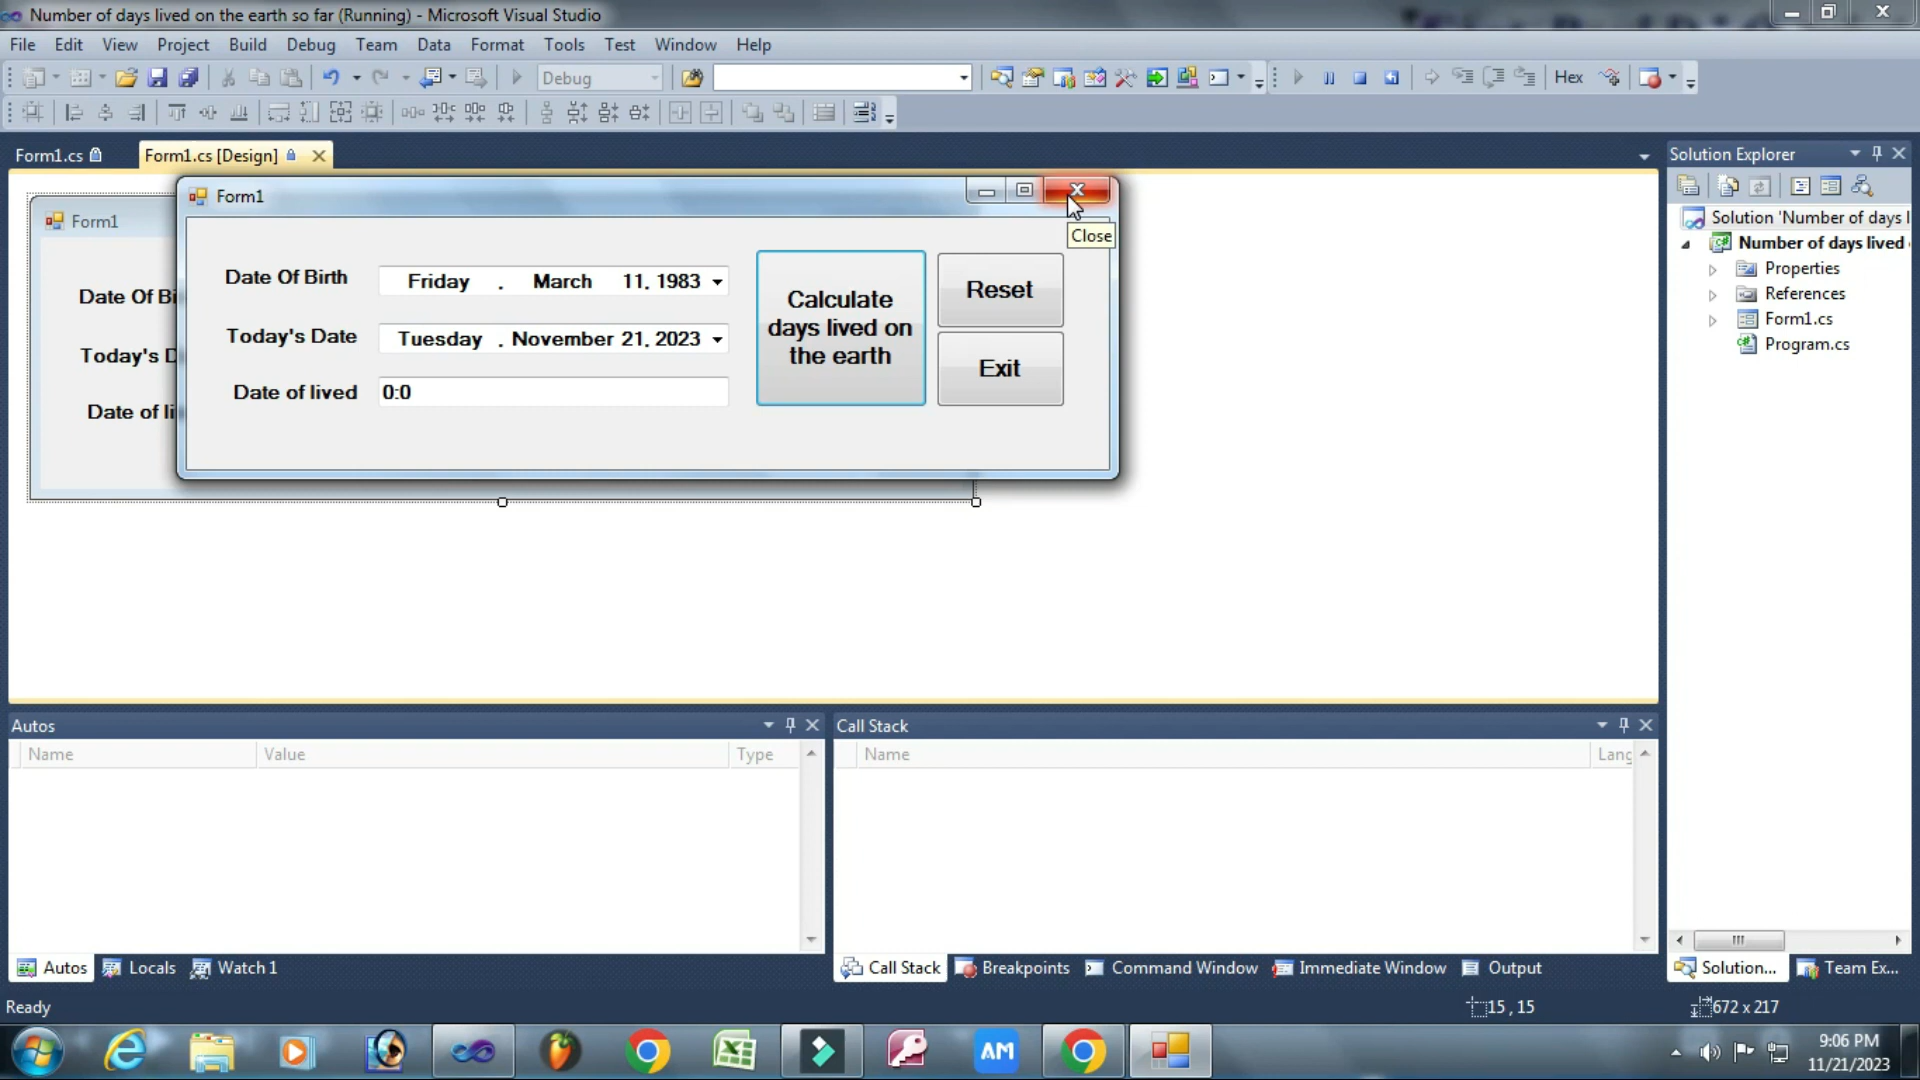 Number of days lived on the earth so far (Running) - Microsoft Visual Studio
File Edit View Project Build Debug Team Data Format Tools Test Window Help
Debug
Hex
Form1.cs
Form1.cs [Design]
Solution Explorer
Form1
Form1
Close
Solution 'Number of days l
Number of days lived
Properties
References
Form1.cs
Program.cs
Date Of Bi
Today's D
Date of li
Date Of Birth
Friday . March 11, 1983
Today's Date
Tuesday . November 21, 2023
Date of lived
0:0
Calculate
days lived on
the earth
Reset
Exit
Autos
Name Value Type
Call Stack
Name Lang
Autos Locals Watch 1
Call Stack Breakpoints Command Window Immediate Window Output
Solution... Team Ex...
Ready
15 , 15
672 x 217
AM
9:06 PM
11/21/2023